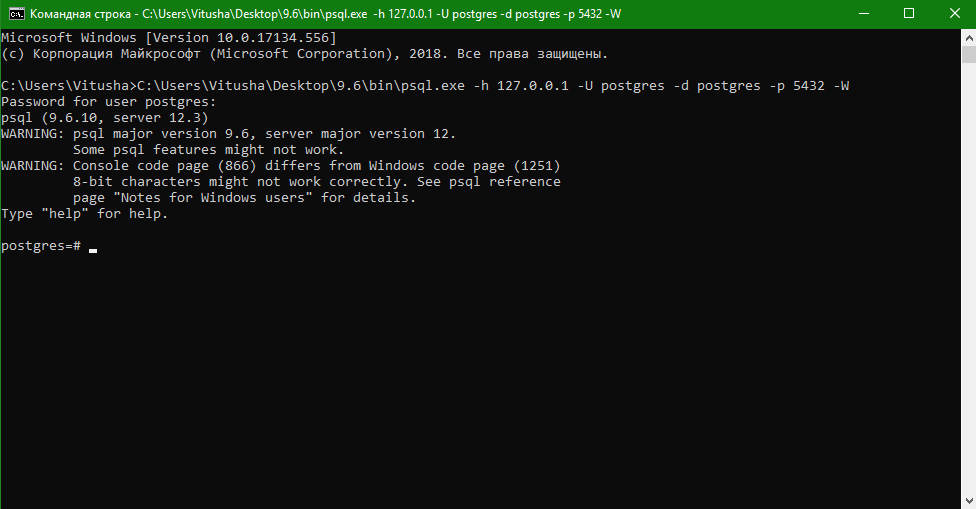 Командная строка - C:\Users\Vitusha\Desktop\9.6\bin\psql.exe -h 127.0.0.1 -U postgres -d postgres -p 5432 -W
Microsoft Windows [Version 10.0.17134.556]
(c) Корпорация Майкрософт (Microsoft Corporation), 2018. Все права защищены.
C:\Users\Vitusha>C:\Users\Vitusha\Desktop\9.6\bin\psql.exe -h 127.0.0.1 -U postgres -d postgres -p 5432 -W
Password for user postgres:
psql (9.6.10, server 12.3)
WARNING: psql major version 9.6, server major version 12.
Some psql features might not work.
WARNING: Console code page (866) differs from Windows code page (1251)
8-bit characters might not work correctly. See psql reference
page "Notes for Windows users" for details.
Type "help" for help.
postgres=#